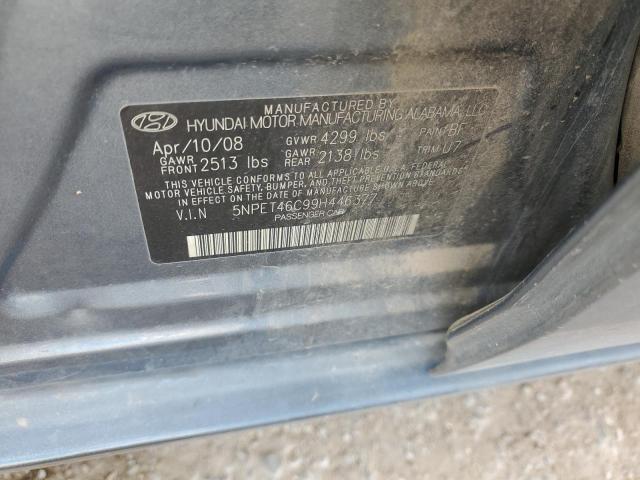 MANUFACTURED BY
HYUNDAI MOTOR MANUFACTURING ALABAMA, LLC
Apr/10/08 GVWR 4299 lbs PAINT BF
GAWR FRONT 2513 lbs GAWR REAR 2138 lbs TRIM U7
THIS VEHICLE CONFORMS TO ALL APPLICABLE U.S.A. FEDERAL
MOTOR VEHICLE SAFETY, BUMPER, AND THEFT PREVENTION STANDARDS
IN EFFECT ON THE DATE OF MANUFACTURE SHOWN ABOVE.
V.I.N 5NPET46C99H446377
PASSENGER CAR